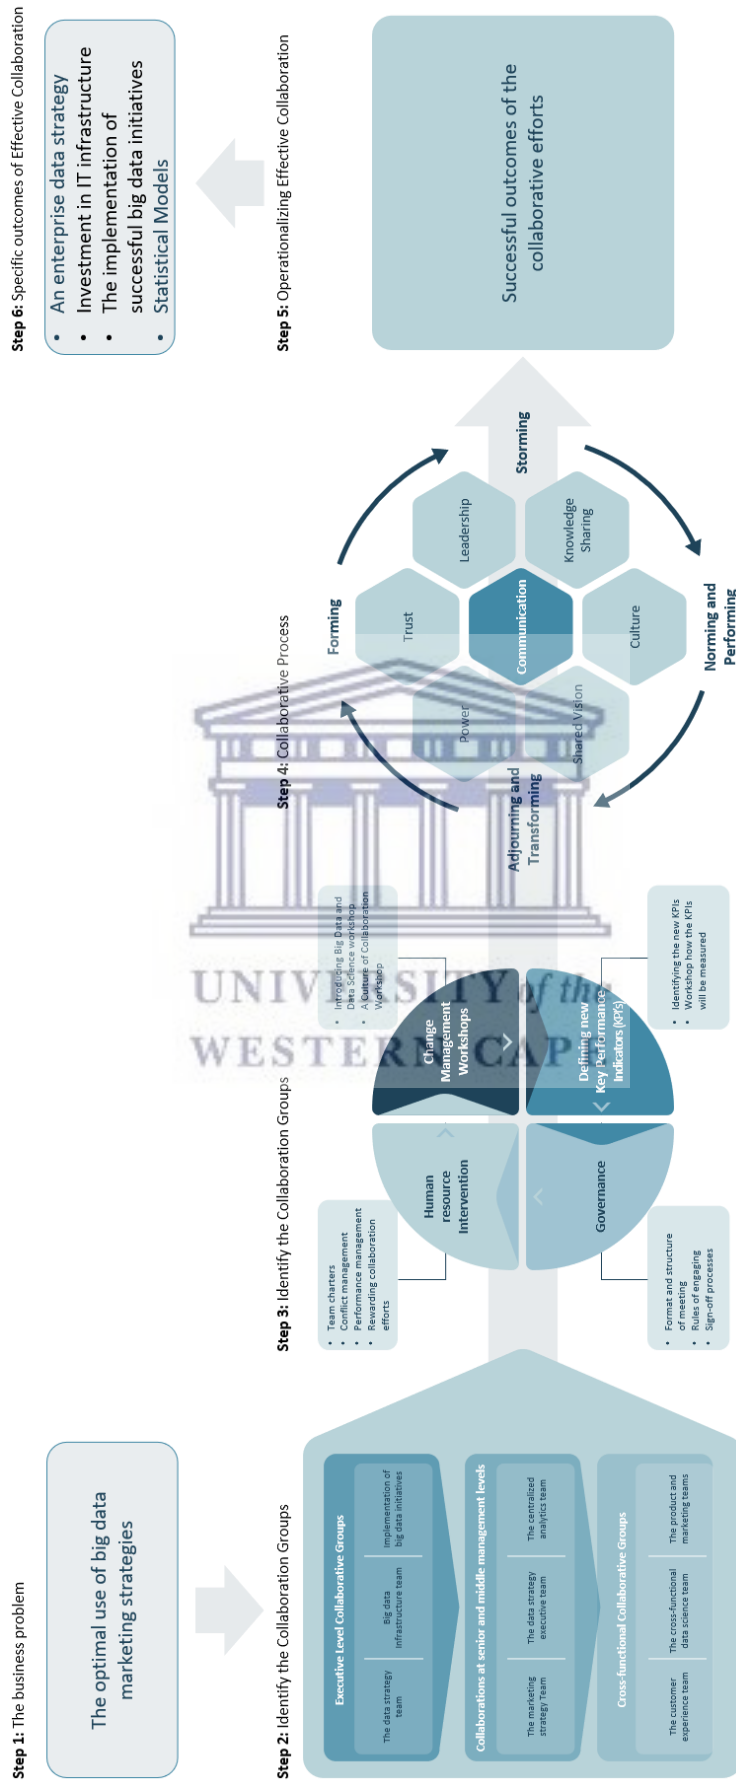 Step 1: The business problem
The optimal use of big data
marketing strategies
Step 2: Identify the Collaboration Groups
Executive Level Collaborative Groups
The data strategy
team
Big data
Infrastructure team
Implementation of
big data initiatives
Collaborations at senior and middle management levels
The marketing
strategy Team
The data strategy
executive team
The centralized
analytics team
Cross-functional Collaborative Groups
The customer
experience team
The cross-functional
data science team
The product and
marketing teams
Step 3: Identify the Collaboration Groups
• Team charters
• Conflict management
• Performance management
• Rewarding collaboration
efforts
Human
resource
Intervention
• Introducing Big Data and
Data Science workshop
• A Culture of Collaboration
Workshop
Change
Management
Workshops
Governance
• Format and structure
of meeting
• Rules of engaging
• Sign-off processes
Defining new
Key Performance
Indicators (KPI's)
• Identifying the new KPIs
• Workshop how the KPIs
will be measured
Step 4: Collaborative Process
Forming
Storming
Norming and
Performing
Adjourning and
Transforming
Trust
Leadership
Power
Communication
Knowledge
Sharing
Shared Vision
Culture
Step 5: Operationalizing Effective Collaboration
Successful outcomes of the
collaborative efforts
Step 6: Specific outcomes of Effective Collaboration
• An enterprise data strategy
• Investment in IT infrastructure
• The implementation of
successful big data initiatives
• Statistical Models
UNIVERSITY of the
WESTERN CAPE